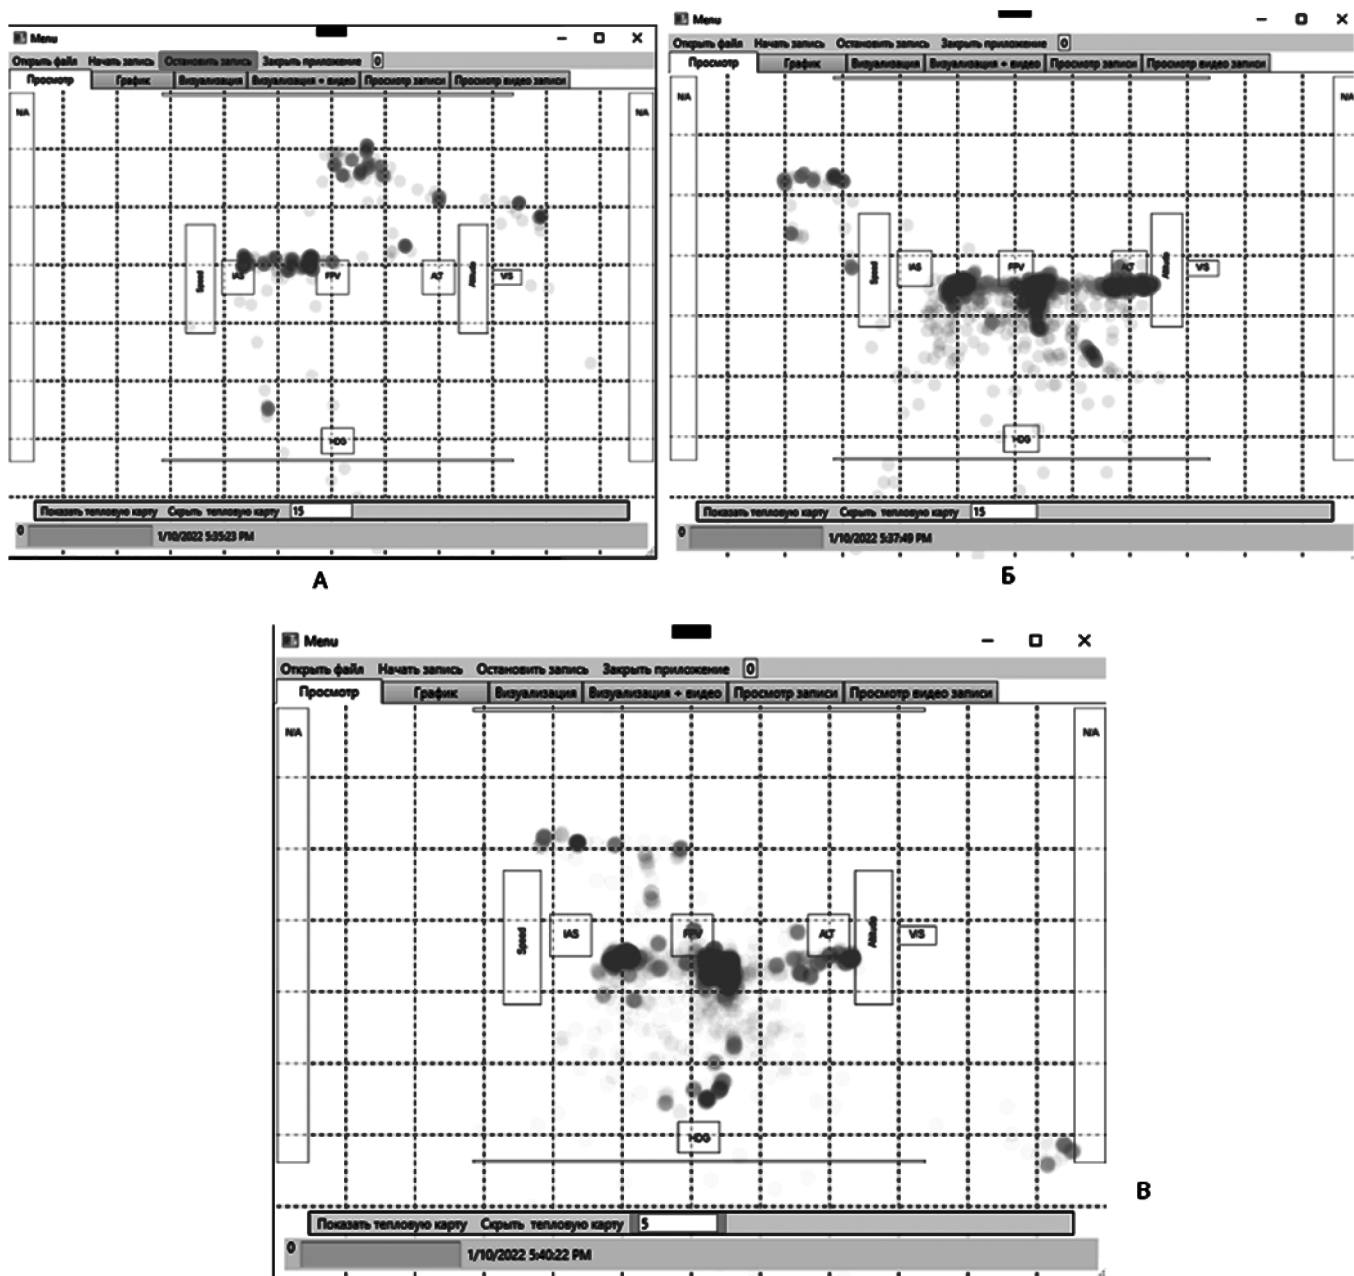 Menu
Открыть файл Начать запись Остановить запись Закрыть приложение 0
Просмотр График Визуализация Визуализация + видео Просмотр записи Просмотр видео записи
N/A N/A
Speed IAS FPV ALT Altitude V/S
HDG
Показать тепловую карту Скрыть тепловую карту 15
0 1/10/2022 5:35:23 PM
А
Menu
Открыть файл Начать запись Остановить запись Закрыть приложение 0
Просмотр График Визуализация Визуализация + видео Просмотр записи Просмотр видео записи
N/A N/A
Speed IAS FPV ALT Altitude V/S
HDG
Показать тепловую карту Скрыть тепловую карту 15
0 1/10/2022 5:37:49 PM
Б
Menu
Открыть файл Начать запись Остановить запись Закрыть приложение 0
Просмотр График Визуализация Визуализация + видео Просмотр записи Просмотр видео записи
N/A N/A
Speed IAS FPV ALT Altitude V/S
HDG
Показать тепловую карту Скрыть тепловую карту 5
0 1/10/2022 5:40:22 PM
В